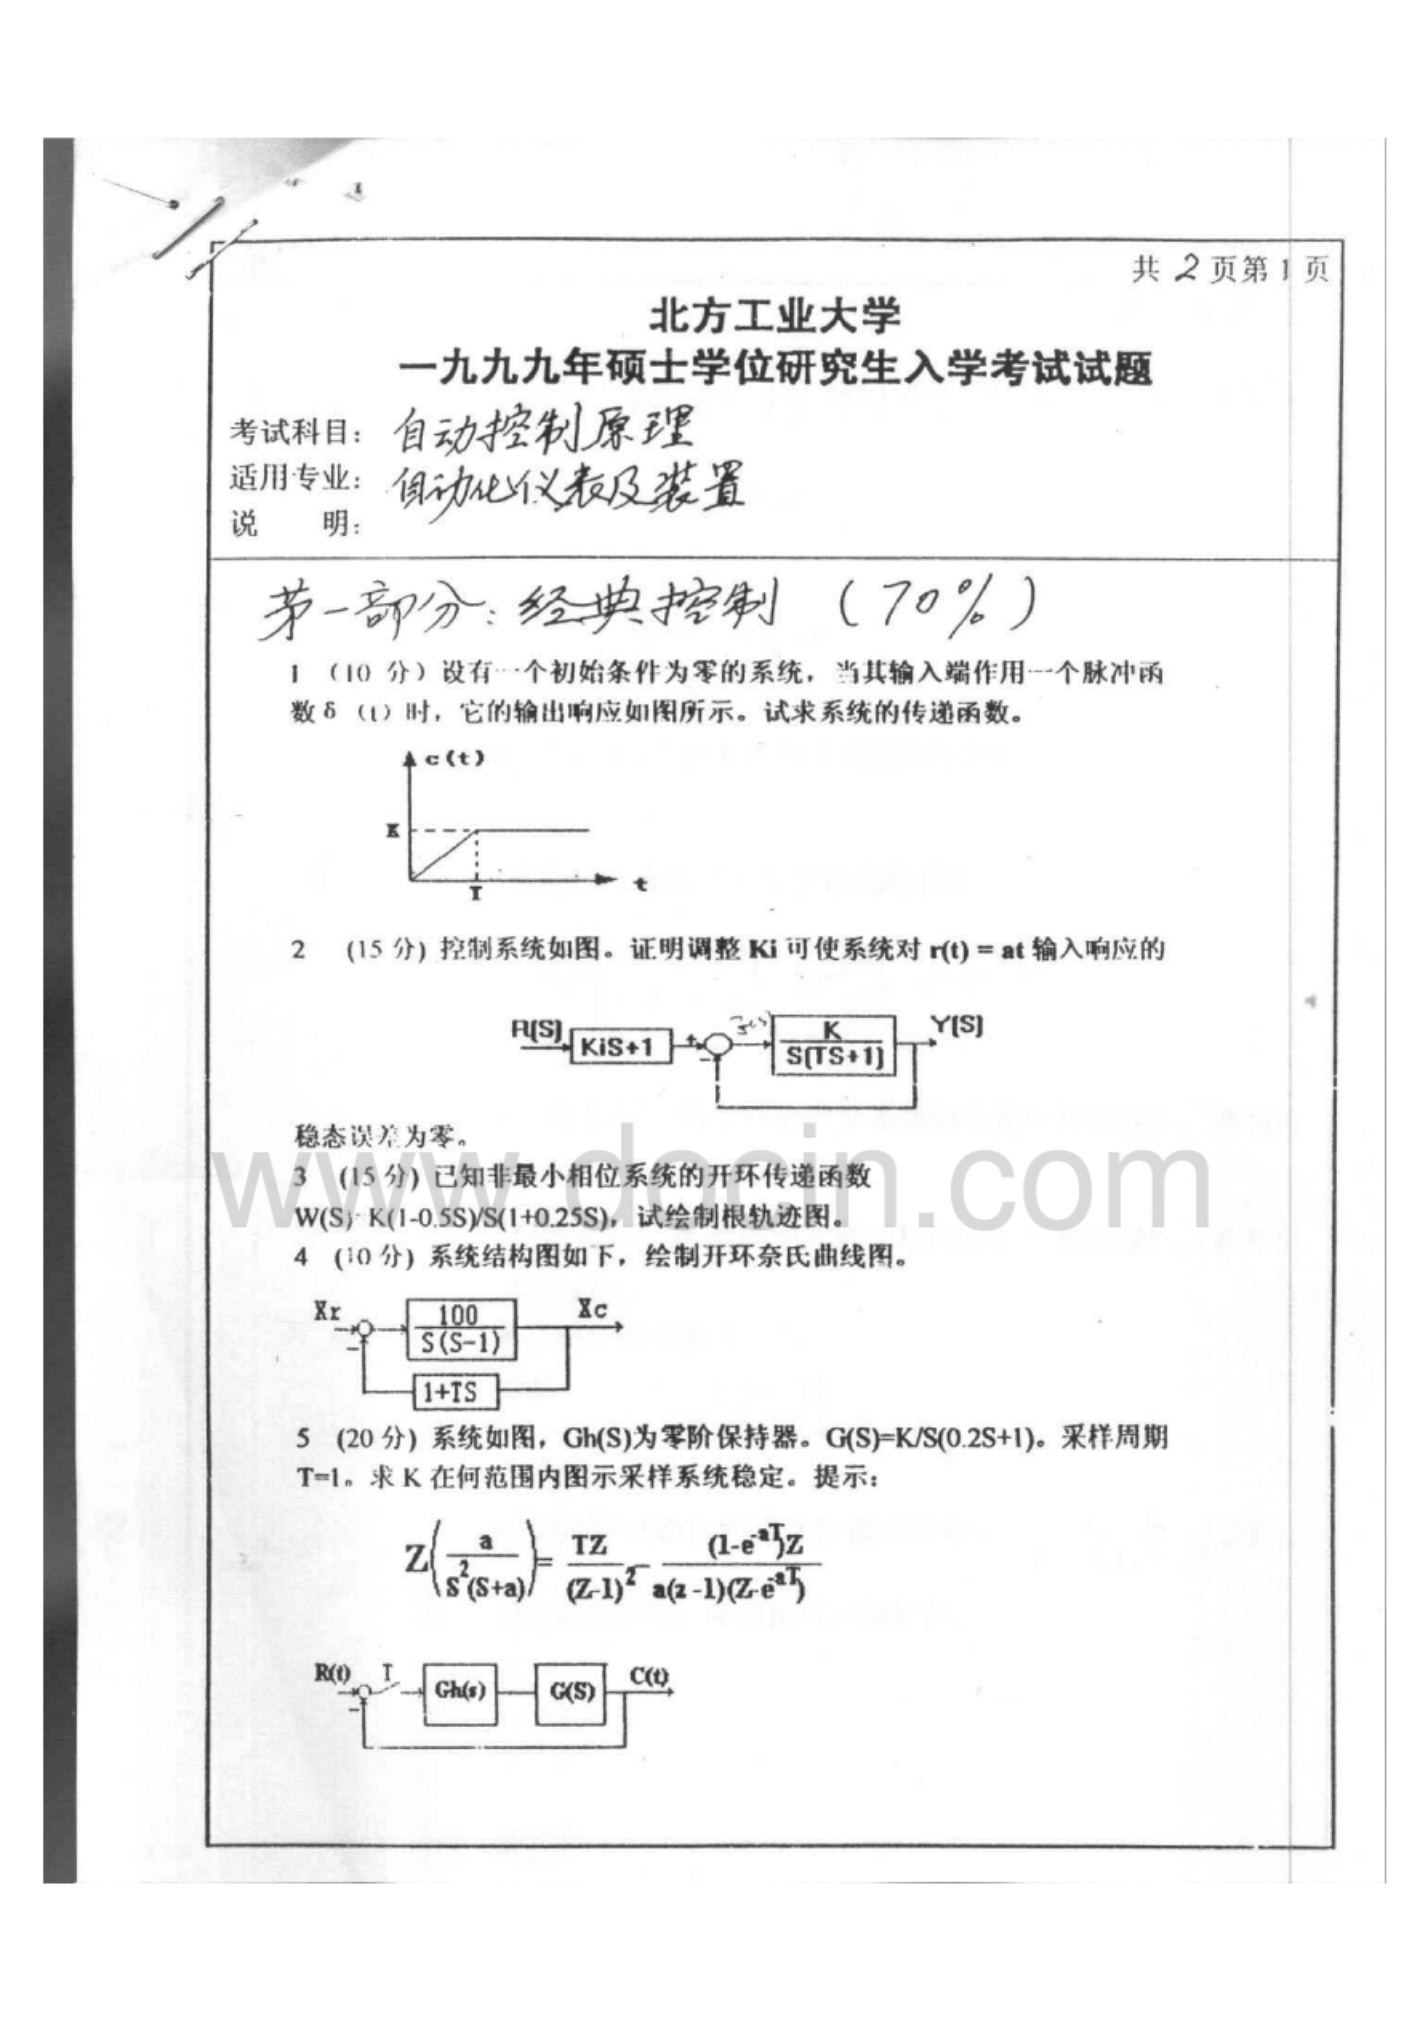 共2页第1页
北方工业大学
一九九九年硕士学位研究生入学考试试题
考试科目: 自动控制原理
适用专业: 自动化仪表及装置
说 明:
第一部分: 经典控制 (70%)
1 (10 分) 设有一个初始条件为零的系统，当其输入端作用一个脉冲函
数 δ (t) 时，它的输出响应如图所示。试求系统的传递函数。
c(t)
K
T
t
2 (15 分) 控制系统如图。证明调整 Ki 可使系统对 r(t) = at 输入响应的
R(S)
KiS+1
+
−
K
S(TS+1)
Y(S)
稳态误差为零。
3 (15 分) 已知非最小相位系统的开环传递函数
W(S)=K(1-0.5S)/S(1+0.25S)，试绘制根轨迹图。
4 (10 分) 系统结构图如下，绘制开环奈氏曲线图。
Xr
−
100
S(S-1)
Xc
1+TS
5 (20 分) 系统如图，Gh(S)为零阶保持器。G(S)=K/S(0.2S+1)。采样周期
T=1。求 K 在何范围内图示采样系统稳定。提示：
Z(a/S²(S+a)) = TZ/(Z-1)² − (1-e^-aT)Z/a(z-1)(Z-e^-aT)
R(t)
T
−
Gh(s)
G(S)
C(t)
www.docin.com